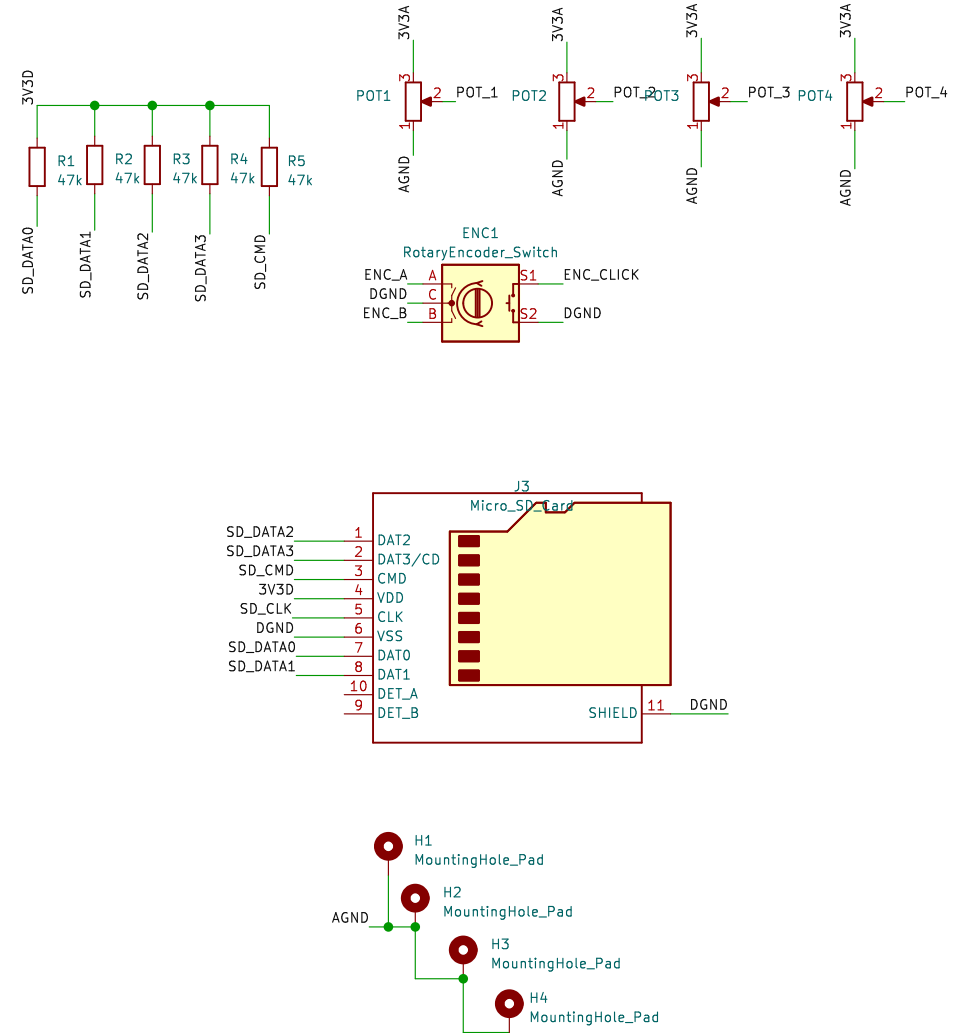 3V3D
R1
47k
R2
47k
R3
47k
R4
47k
R5
47k
SD_DATA0
SD_DATA1
SD_DATA2
SD_DATA3
SD_CMD
3V3A
3
POT1
2
POT_1
1
AGND
3V3A
3
POT2
2
POT_2
1
AGND
3V3A
3
POT3
2
POT_3
1
AGND
3V3A
3
POT4
2
POT_4
1
AGND
ENC1
RotaryEncoder_Switch
ENC_A A S1 ENC_CLICK
DGND C
ENC_B B S2 DGND
J3
Micro_SD_Card
SD_DATA2 1 DAT2
SD_DATA3 2 DAT3/CD
SD_CMD 3 CMD
3V3D 4 VDD
SD_CLK 5 CLK
DGND 6 VSS
SD_DATA0 7 DAT0
SD_DATA1 8 DAT1
10 DET_A
9 DET_B
SHIELD 11 DGND
H1
MountingHole_Pad
H2
MountingHole_Pad
AGND
H3
MountingHole_Pad
H4
MountingHole_Pad